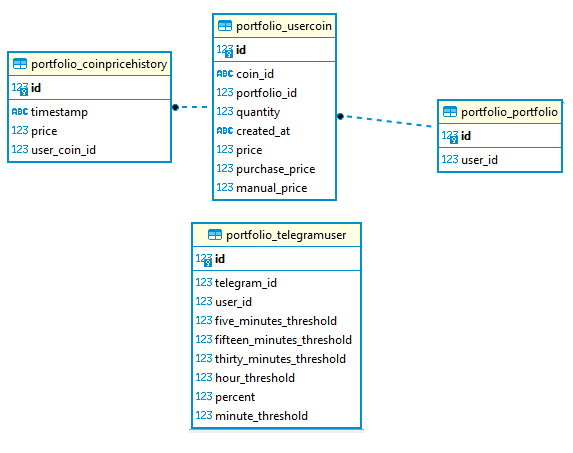 portfolio_coinpricehistory
123 id
ABC timestamp
123 price
123 user_coin_id
portfolio_usercoin
123 id
ABC coin_id
123 portfolio_id
123 quantity
ABC created_at
123 price
123 purchase_price
123 manual_price
portfolio_portfolio
123 id
123 user_id
portfolio_telegramuser
123 id
123 telegram_id
123 user_id
123 five_minutes_threshold
123 fifteen_minutes_threshold
123 thirty_minutes_threshold
123 hour_threshold
123 percent
123 minute_threshold